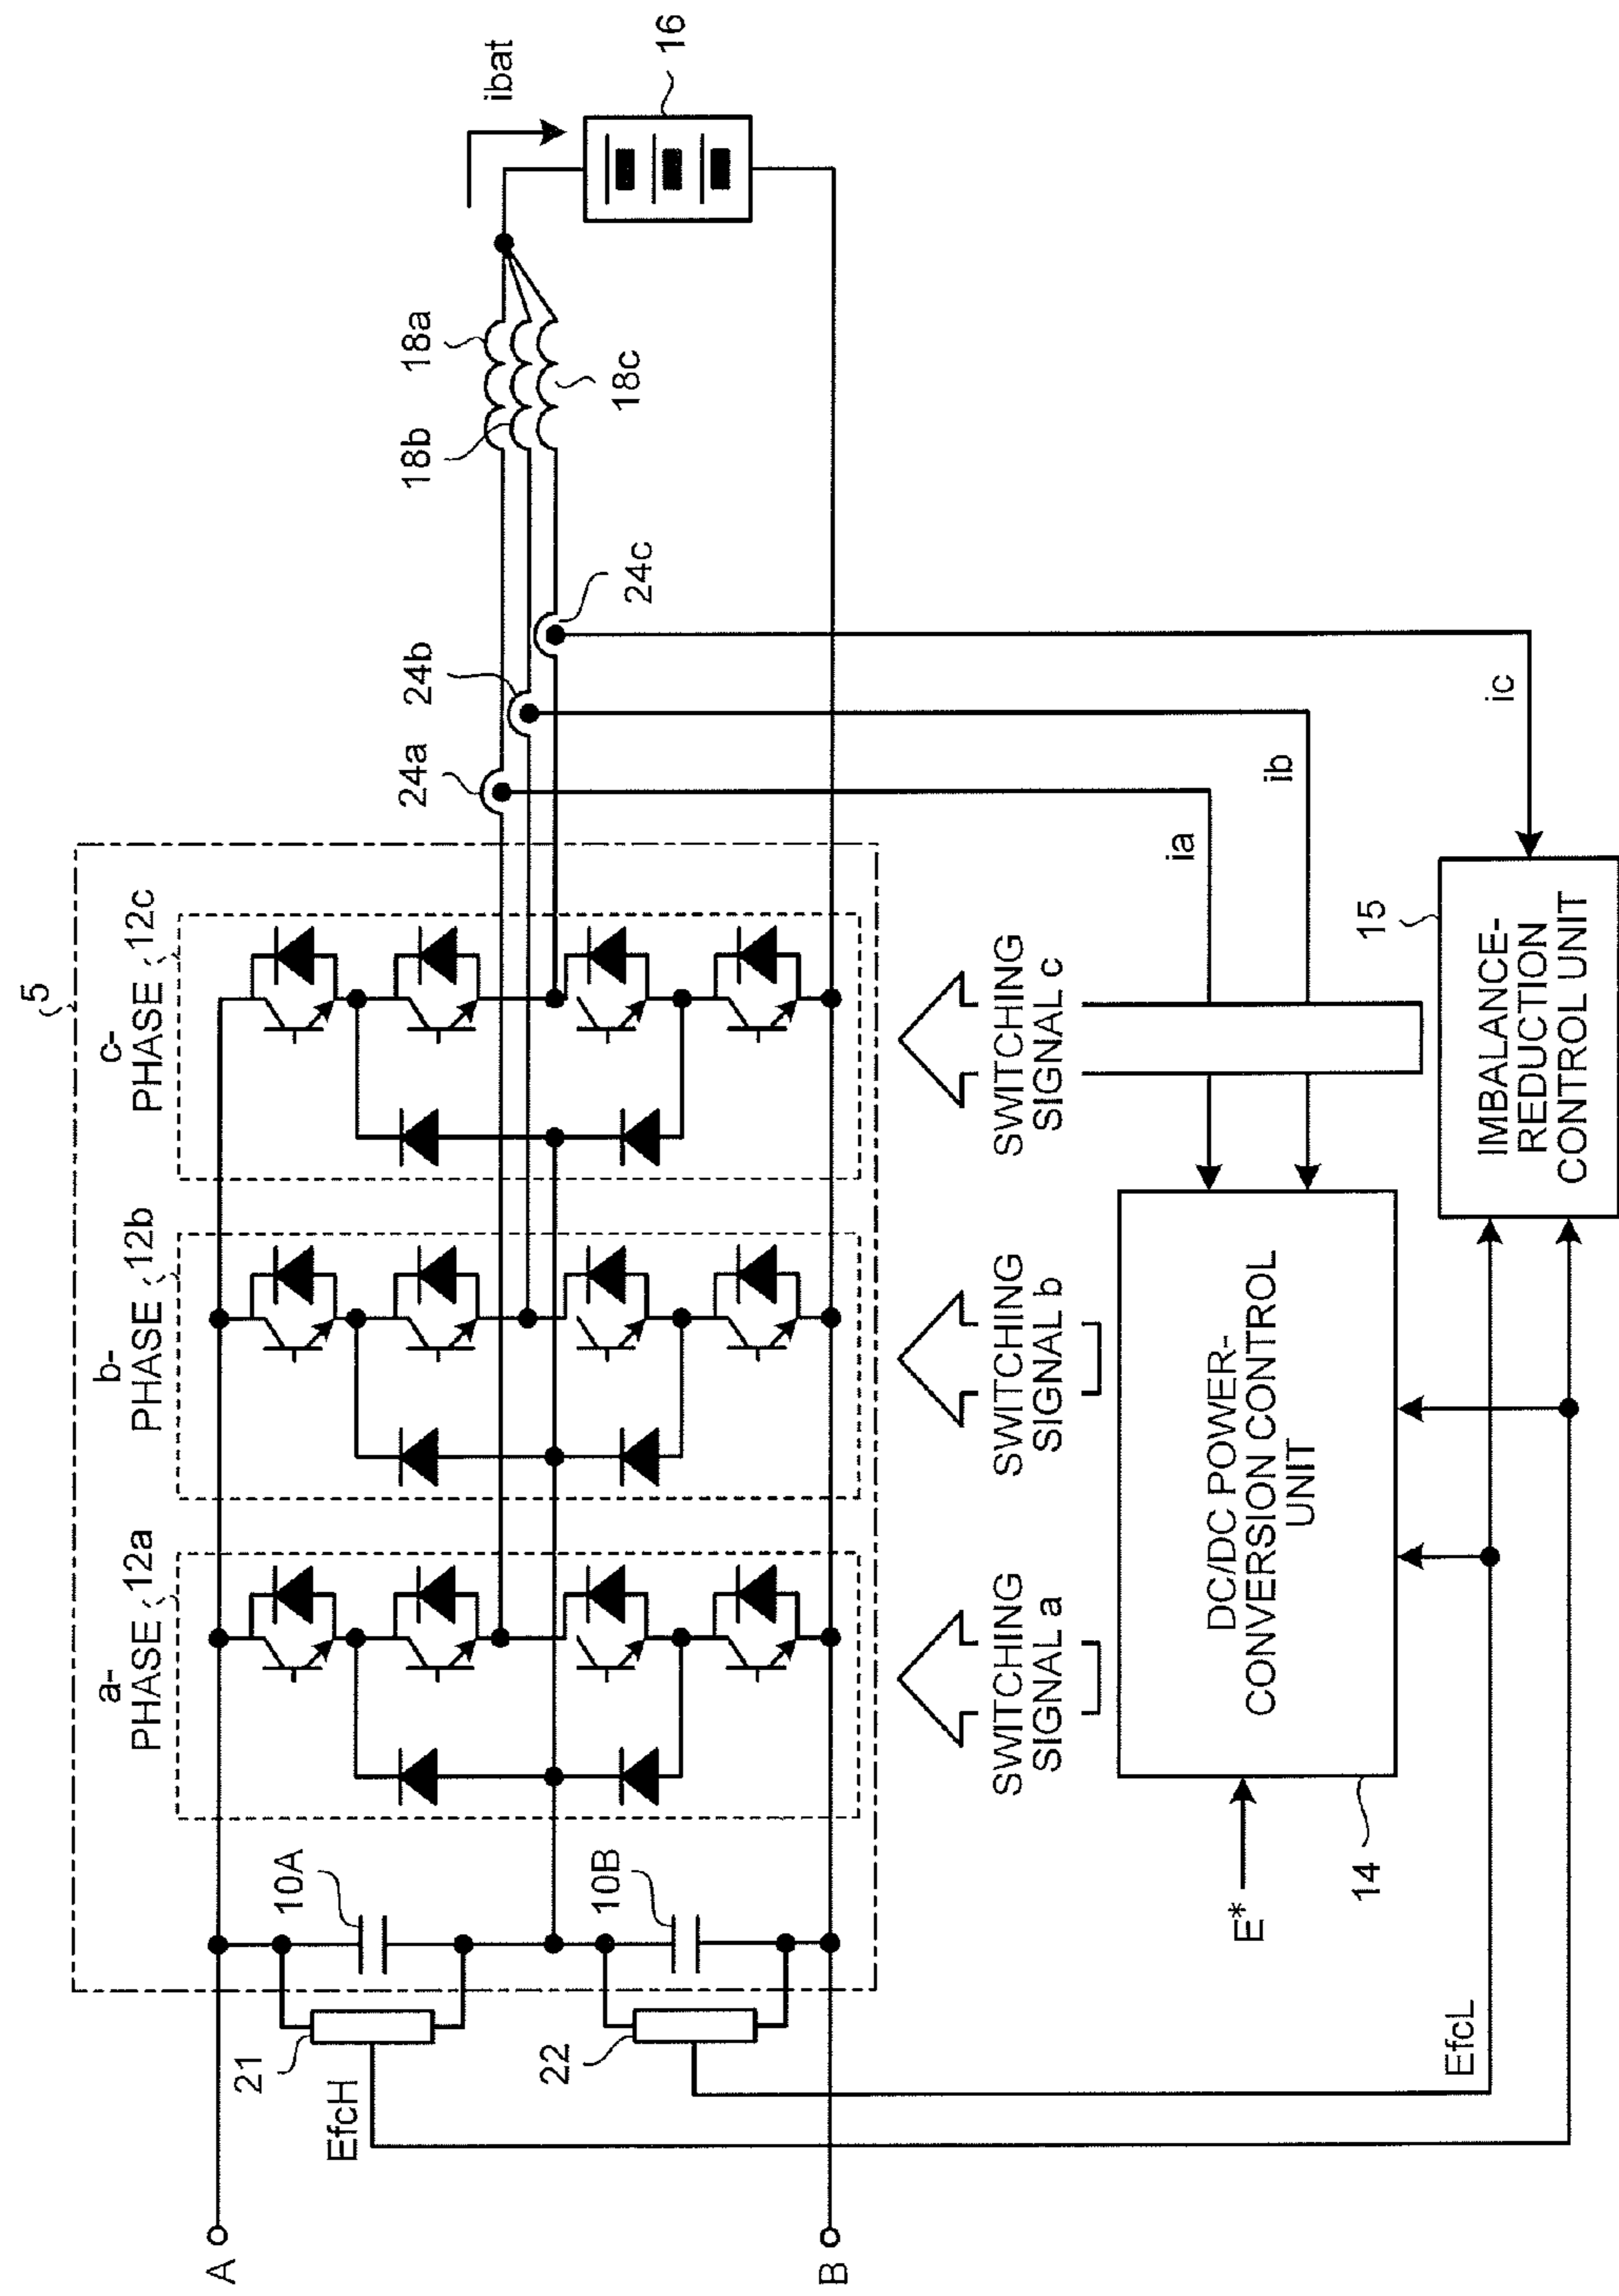 5
a-
PHASE 12a
b-
PHASE 12b
c-
PHASE 12c
A
B
21
EfcH
10A
22
10B
24a
24b
24c
18b
18a
18c
ibat
16
SWITCHING
SIGNAL a
SWITCHING
SIGNAL b
SWITCHING
SIGNAL c
ia
ib
ic
E*
14
DC/DC POWER-
CONVERSION CONTROL
UNIT
15
IMBALANCE-
REDUCTION
CONTROL UNIT
EfcL